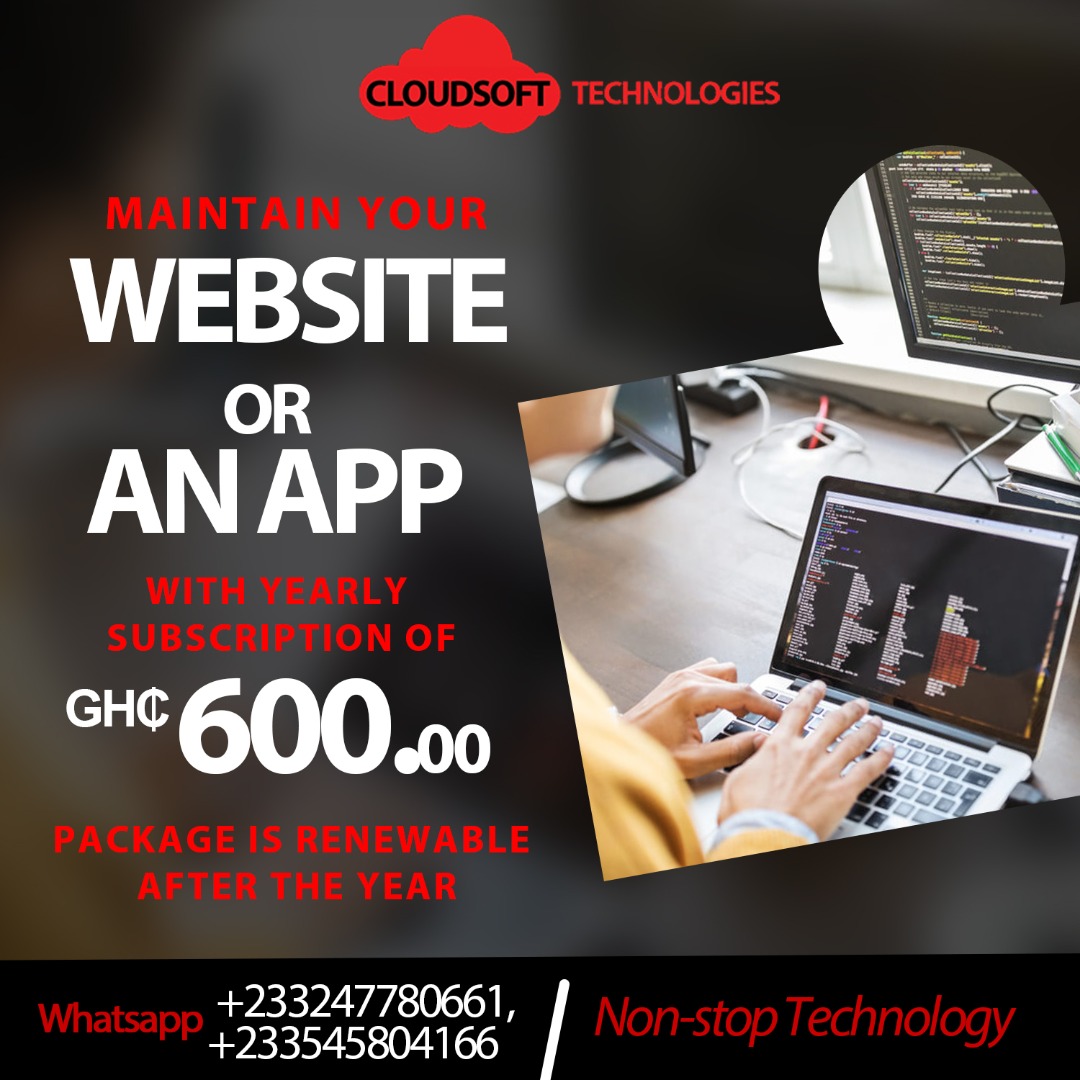 CLOUDSOFT TECHNOLOGIES
MAINTAIN YOUR
WEBSITE
OR
AN APP
WITH YEARLY
SUBSCRIPTION OF
GH₵ 600.00
PACKAGE IS RENEWABLE
AFTER THE YEAR
Whatsapp +233247780661,
+233545804166
Non-stop Technology